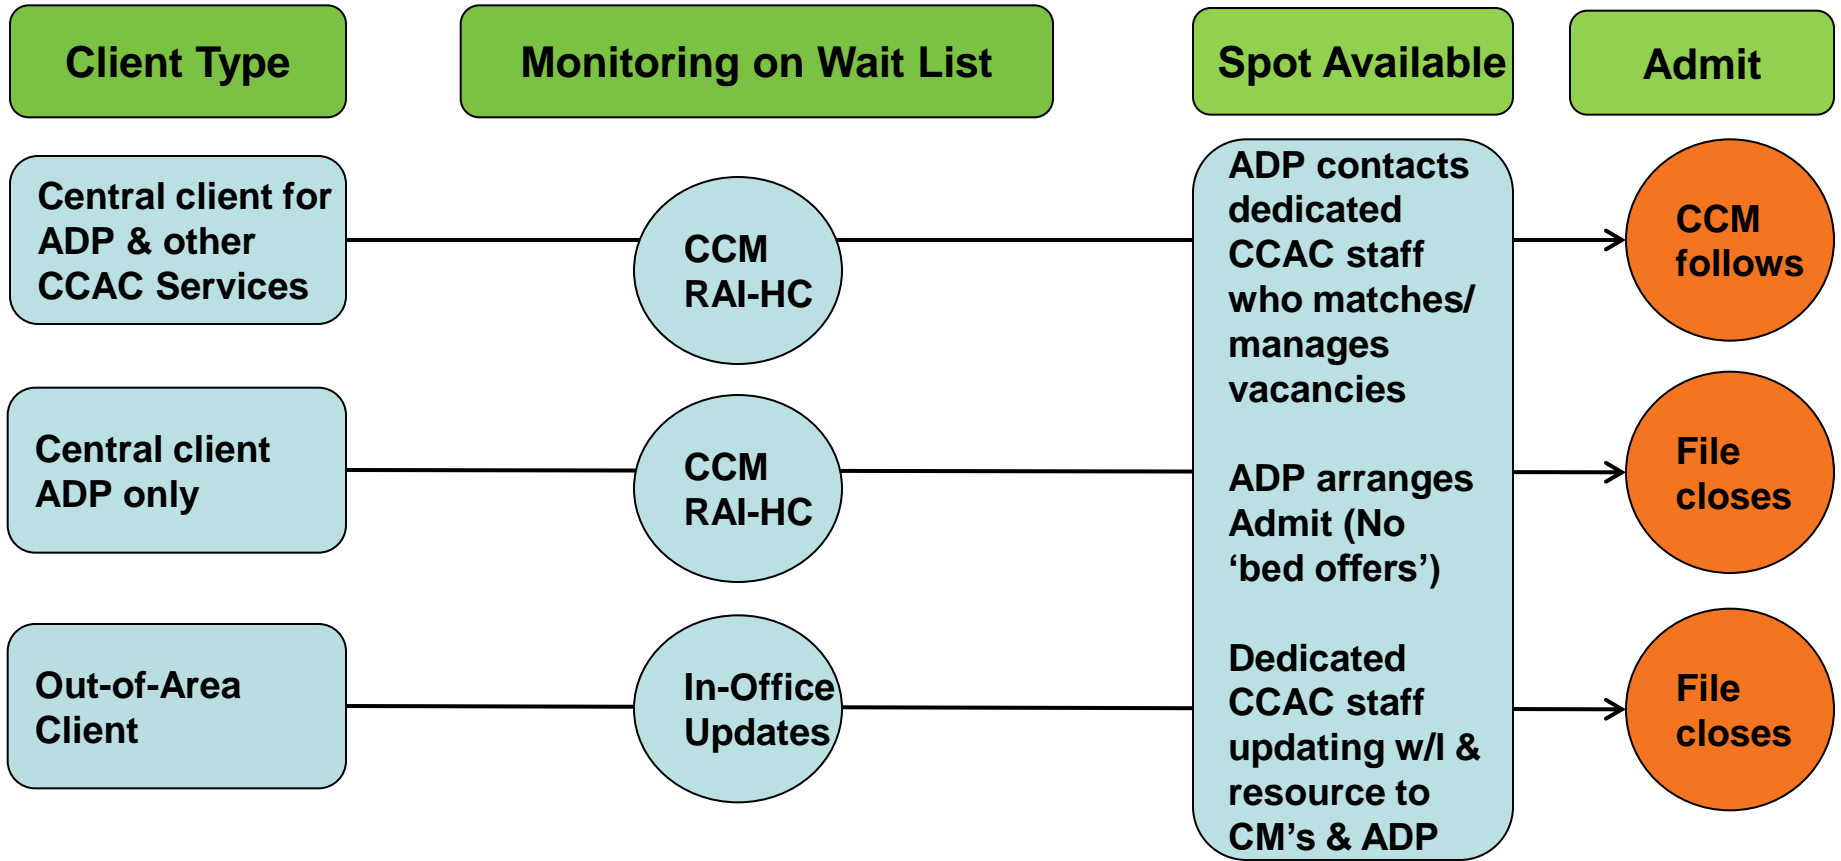 Client Type
Monitoring on Wait List
Spot Available
Admit
Central client for
ADP & other
CCAC Services
CCM
RAI-HC
ADP contacts
dedicated
CCAC staff
who matches/
manages
vacancies
CCM
follows
Central client
ADP only
CCM
RAI-HC
ADP arranges
Admit (No
‘bed offers’)
File
closes
Out-of-Area
Client
In-Office
Updates
Dedicated
CCAC staff
updating w/l &
resource to
CM’s & ADP
File
closes